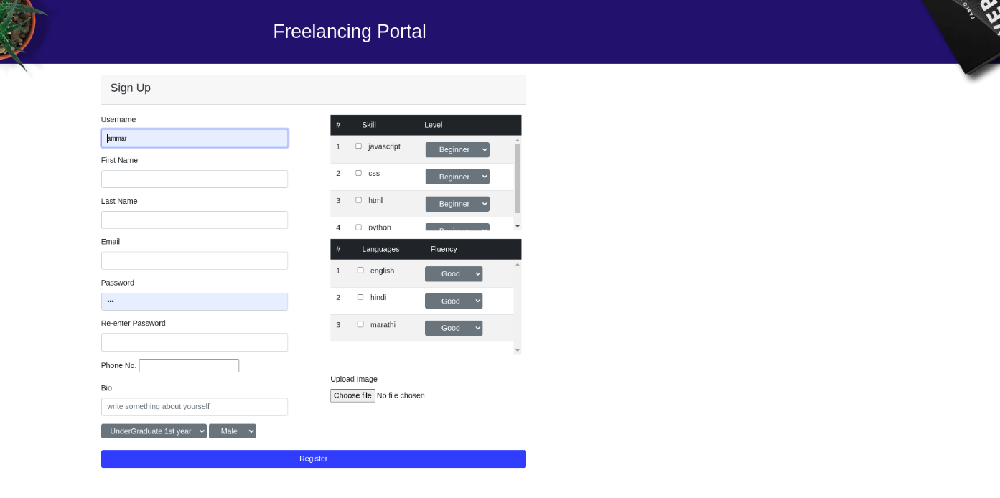 Freelancing Portal
PABLO
Sign Up
Username
ammar
First Name
Last Name
Email
Password
•••
Re-enter Password
Phone No.
Bio
write something about yourself
UnderGraduate 1st year Male
# Skill Level
1 javascript Beginner
2 css Beginner
3 html Beginner
4 python Beginner
# Languages Fluency
1 english Good
2 hindi Good
3 marathi Good
Upload Image
Choose file No file chosen
Register